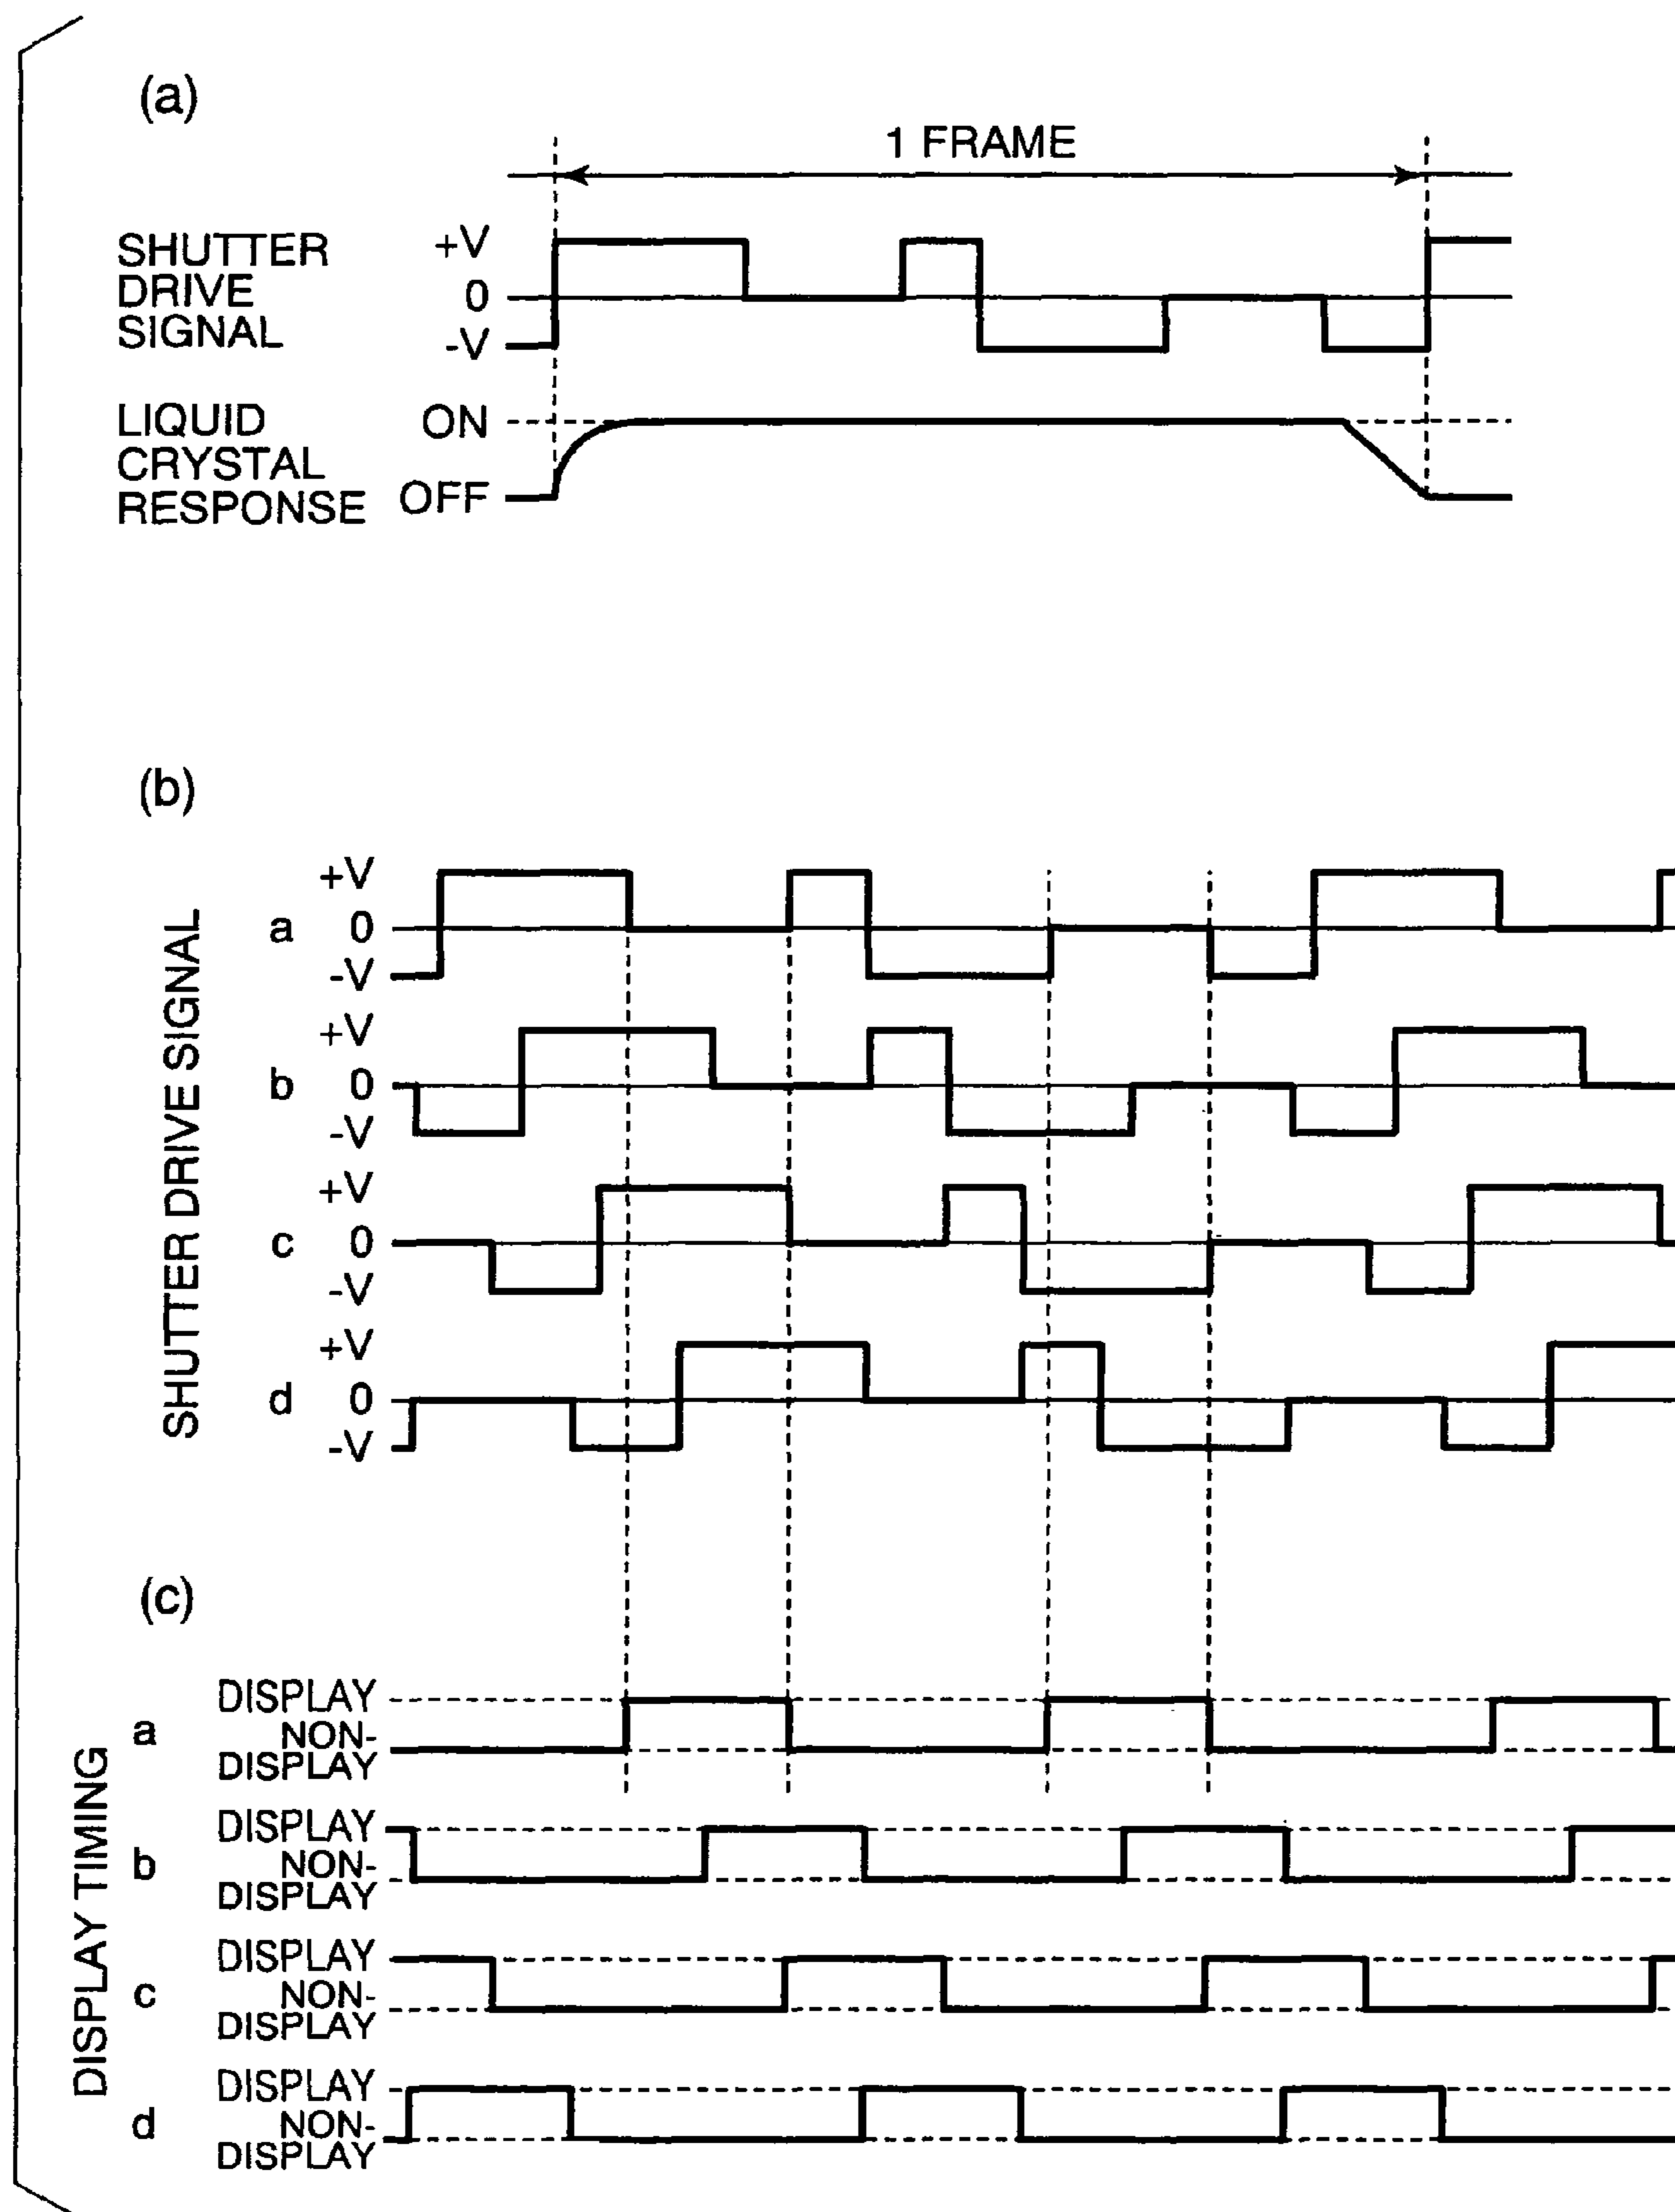 (a)
1 FRAME
SHUTTER
DRIVE
SIGNAL
+V
0
-V
LIQUID
CRYSTAL
RESPONSE
ON
OFF
(b)
SHUTTER DRIVE SIGNAL
a
+V
0
-V
b
+V
0
-V
c
+V
0
-V
d
+V
0
-V
(c)
DISPLAY TIMING
a
DISPLAY
NON-
DISPLAY
b
DISPLAY
NON-
DISPLAY
c
DISPLAY
NON-
DISPLAY
d
DISPLAY
NON-
DISPLAY